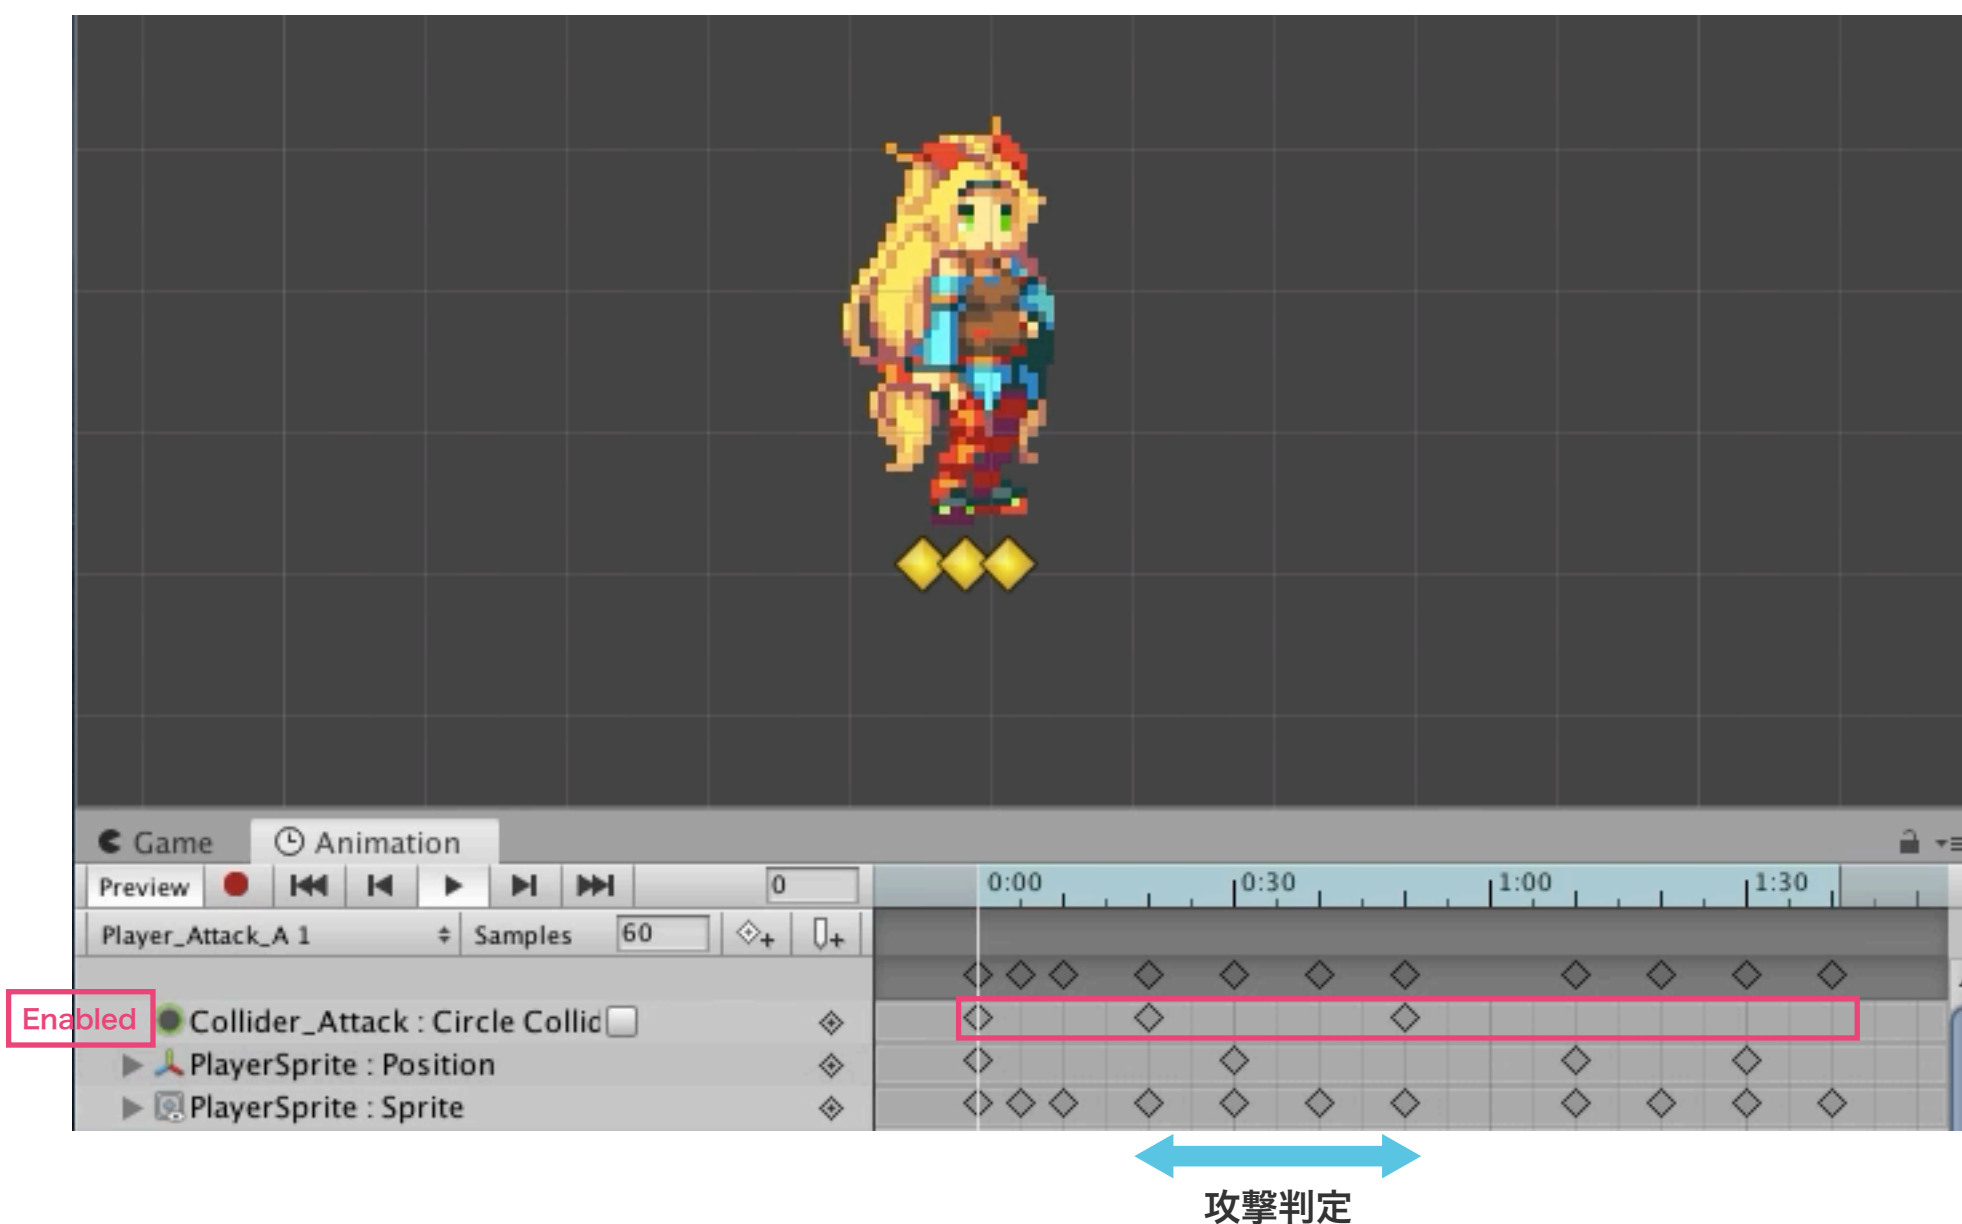 Game
Animation
Preview
0
0:00
0:30
1:00
1:30
Player_Attack_A 1
Samples
60
Enabled
Collider_Attack : Circle Collid
PlayerSprite : Position
PlayerSprite : Sprite
攻撃判定